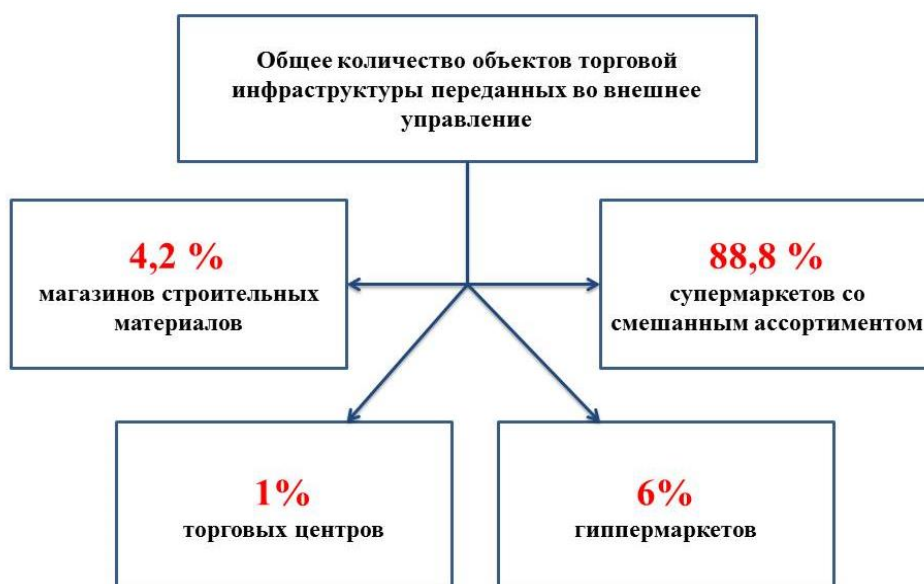 Общее количество объектов торговой
инфраструктуры переданных во внешнее
управление
4,2 %
магазинов строительных
материалов
88,8 %
супермаркетов со
смешанным ассортиментом
1%
торговых центров
6%
гиппермаркетов